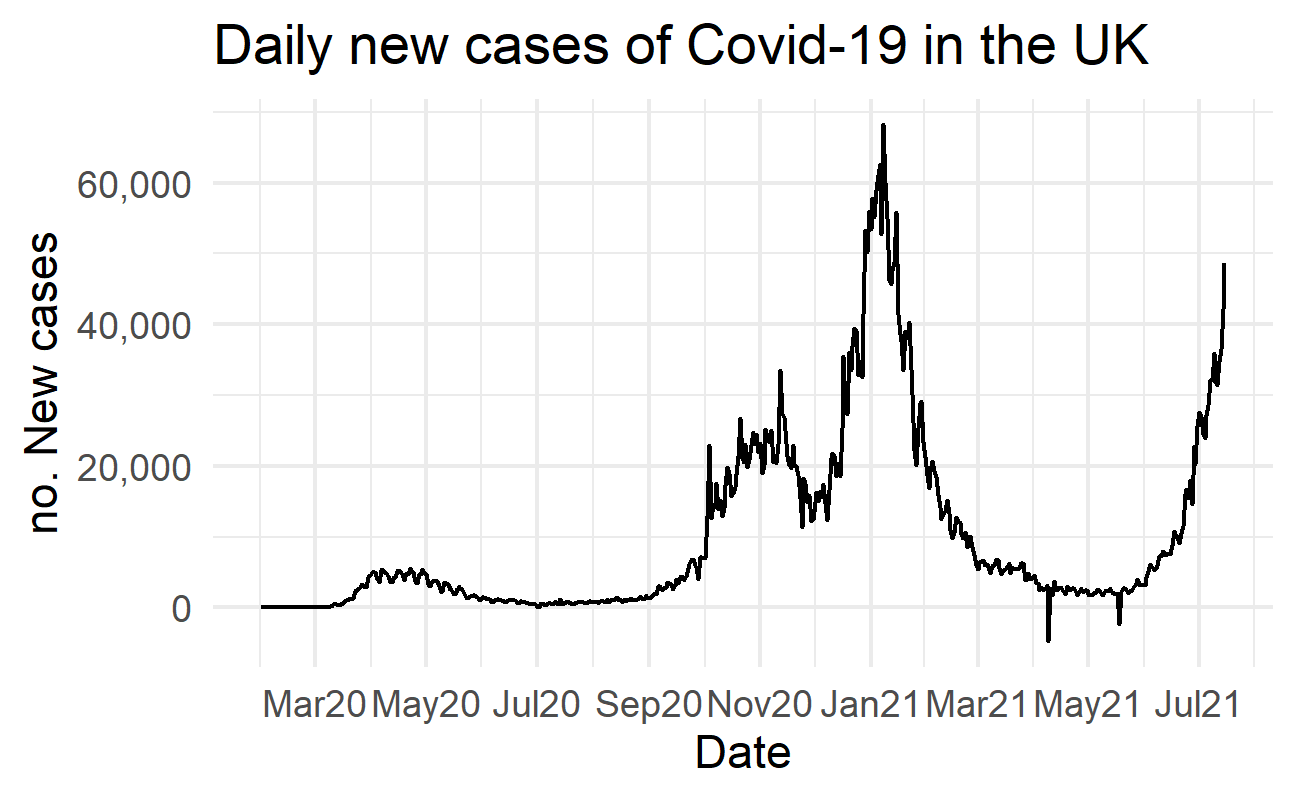 Daily new cases of Covid-19 in the UK
no. New cases
60,000
40,000
20,000
0
Mar20 May20 Jul20 Sep20 Nov20 Jan21 Mar21 May21 Jul21
Date